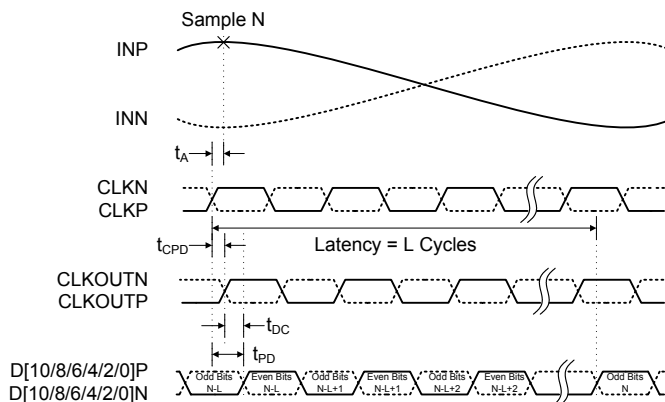 Sample N
INP
INN
tA
CLKN
CLKP
Latency = L Cycles
tCPD
CLKOUTN
CLKOUTP
tDC
tPD
D[10/8/6/4/2/0]P
D[10/8/6/4/2/0]N
Odd Bits
N-L
Even Bits
N-L
Odd Bits
N-L+1
Even Bits
N-L+1
Odd Bits
N-L+2
Even Bits
N-L+2
Odd Bits
N